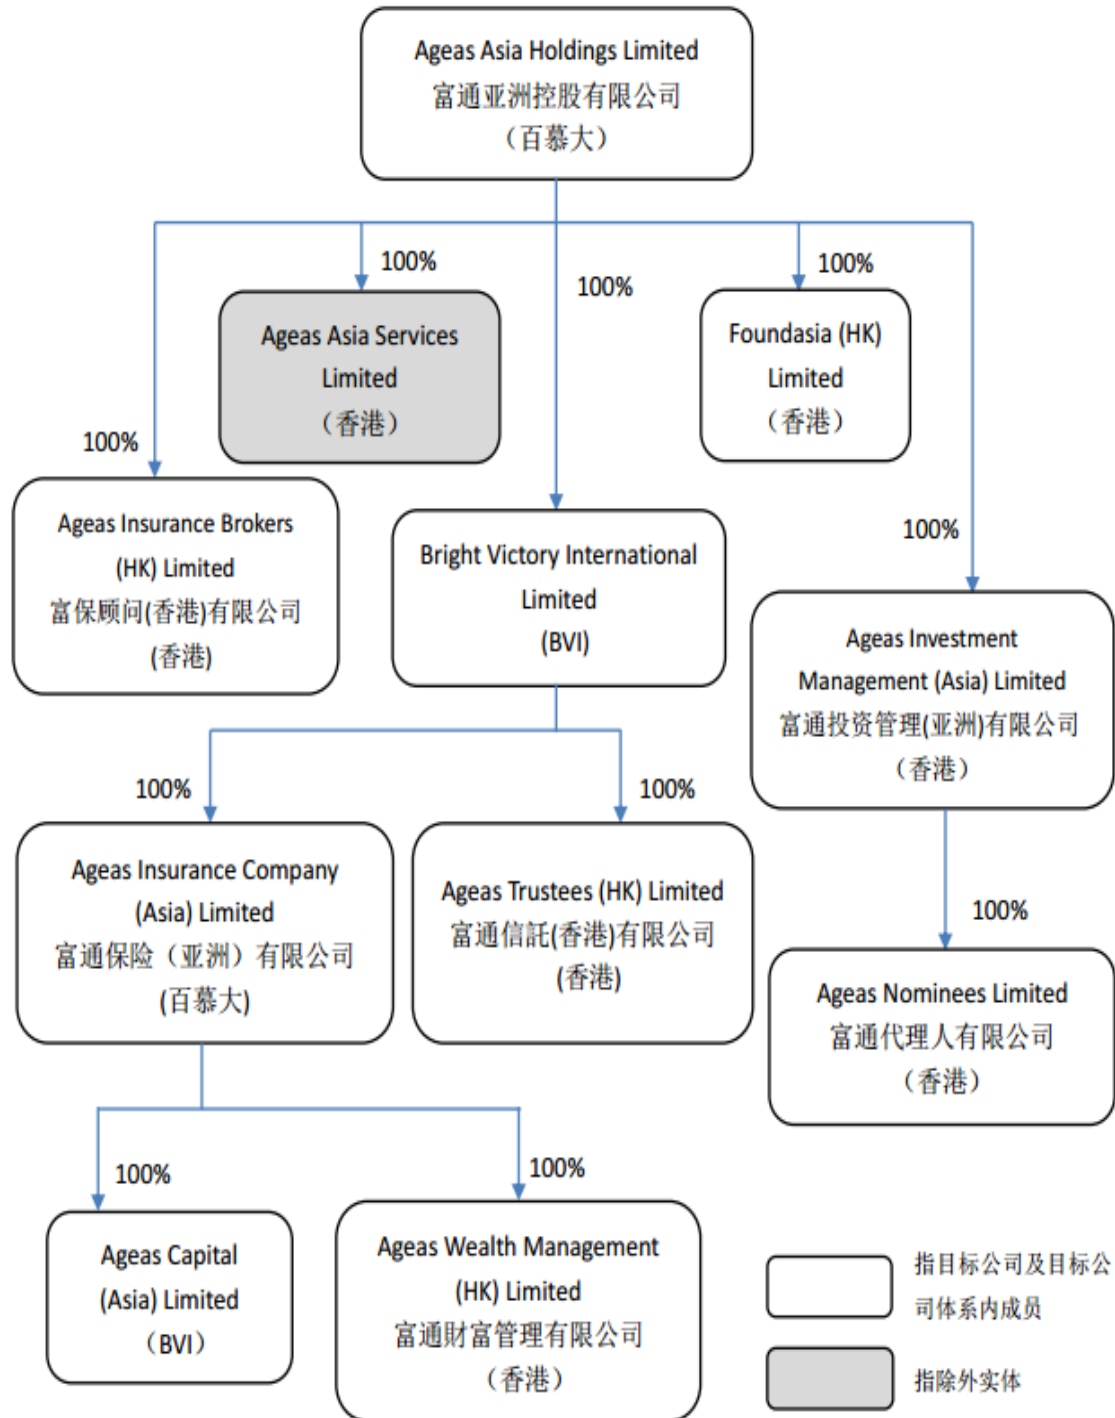 Ageas Asia Holdings Limited
富通亚洲控股有限公司
（百慕大）
100%
100%
100%
100%
100%
Ageas Asia Services
Limited
（香港）
Foundasia (HK)
Limited
（香港）
Ageas Insurance Brokers
(HK) Limited
富保顾问(香港)有限公司
(香港)
Bright Victory International
Limited
(BVI)
Ageas Investment
Management (Asia) Limited
富通投资管理(亚洲)有限公司
（香港）
100%
100%
100%
Ageas Insurance Company
(Asia) Limited
富通保险（亚洲）有限公司
(百慕大)
Ageas Trustees (HK) Limited
富通信託(香港)有限公司
(香港)
Ageas Nominees Limited
富通代理人有限公司
（香港）
100%
100%
Ageas Capital
(Asia) Limited
（BVI）
Ageas Wealth Management
(HK) Limited
富通財富管理有限公司
（香港）
指目标公司及目标公
司体系内成员
指除外实体